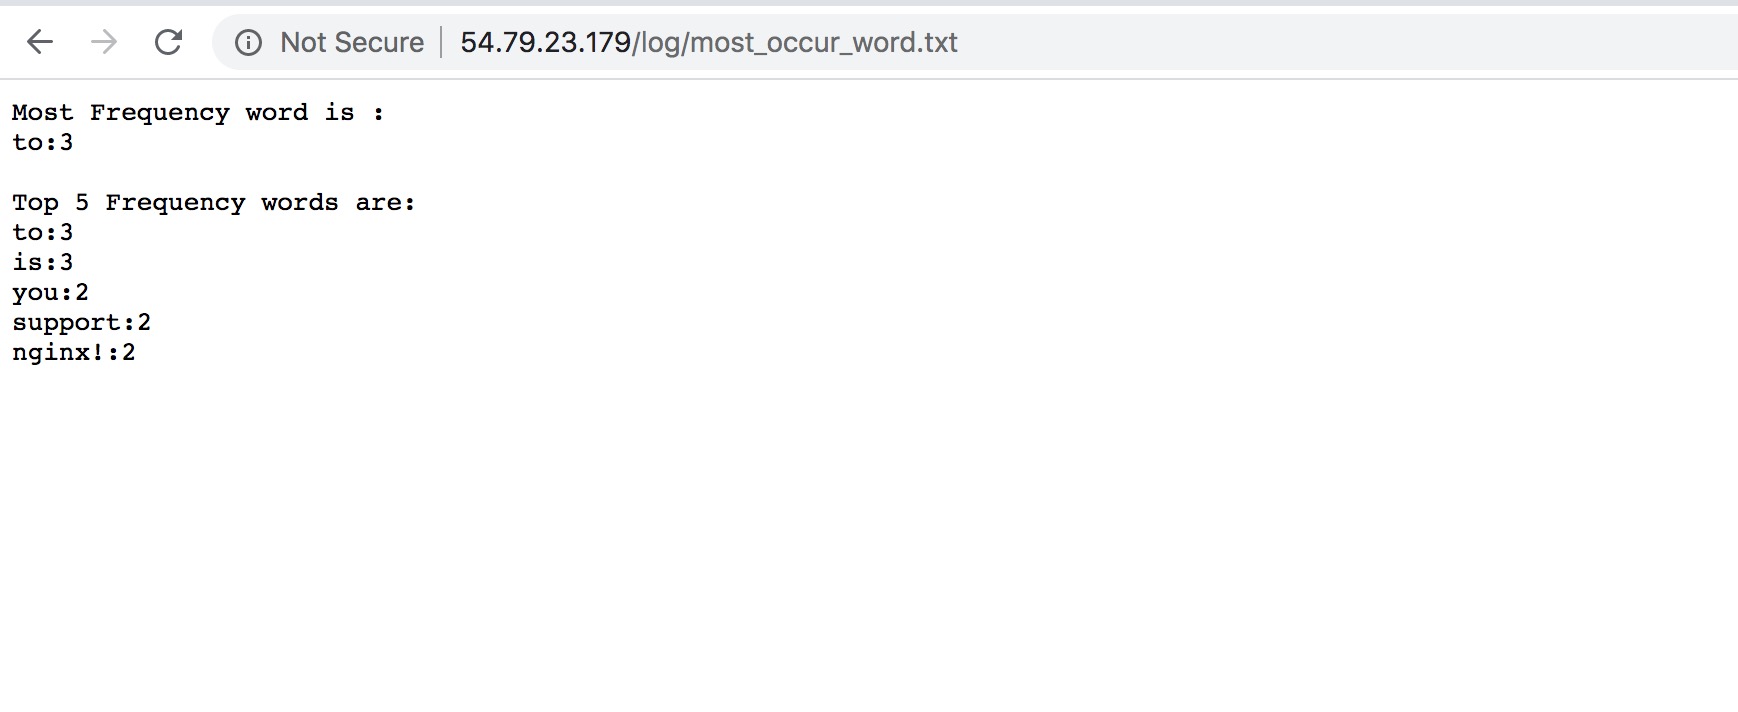 Not Secure 54.79.23.179/log/most_occur_word.txt
Most Frequency word is :
to:3
Top 5 Frequency words are:
to:3
is:3
you:2
support:2
nginx!:2